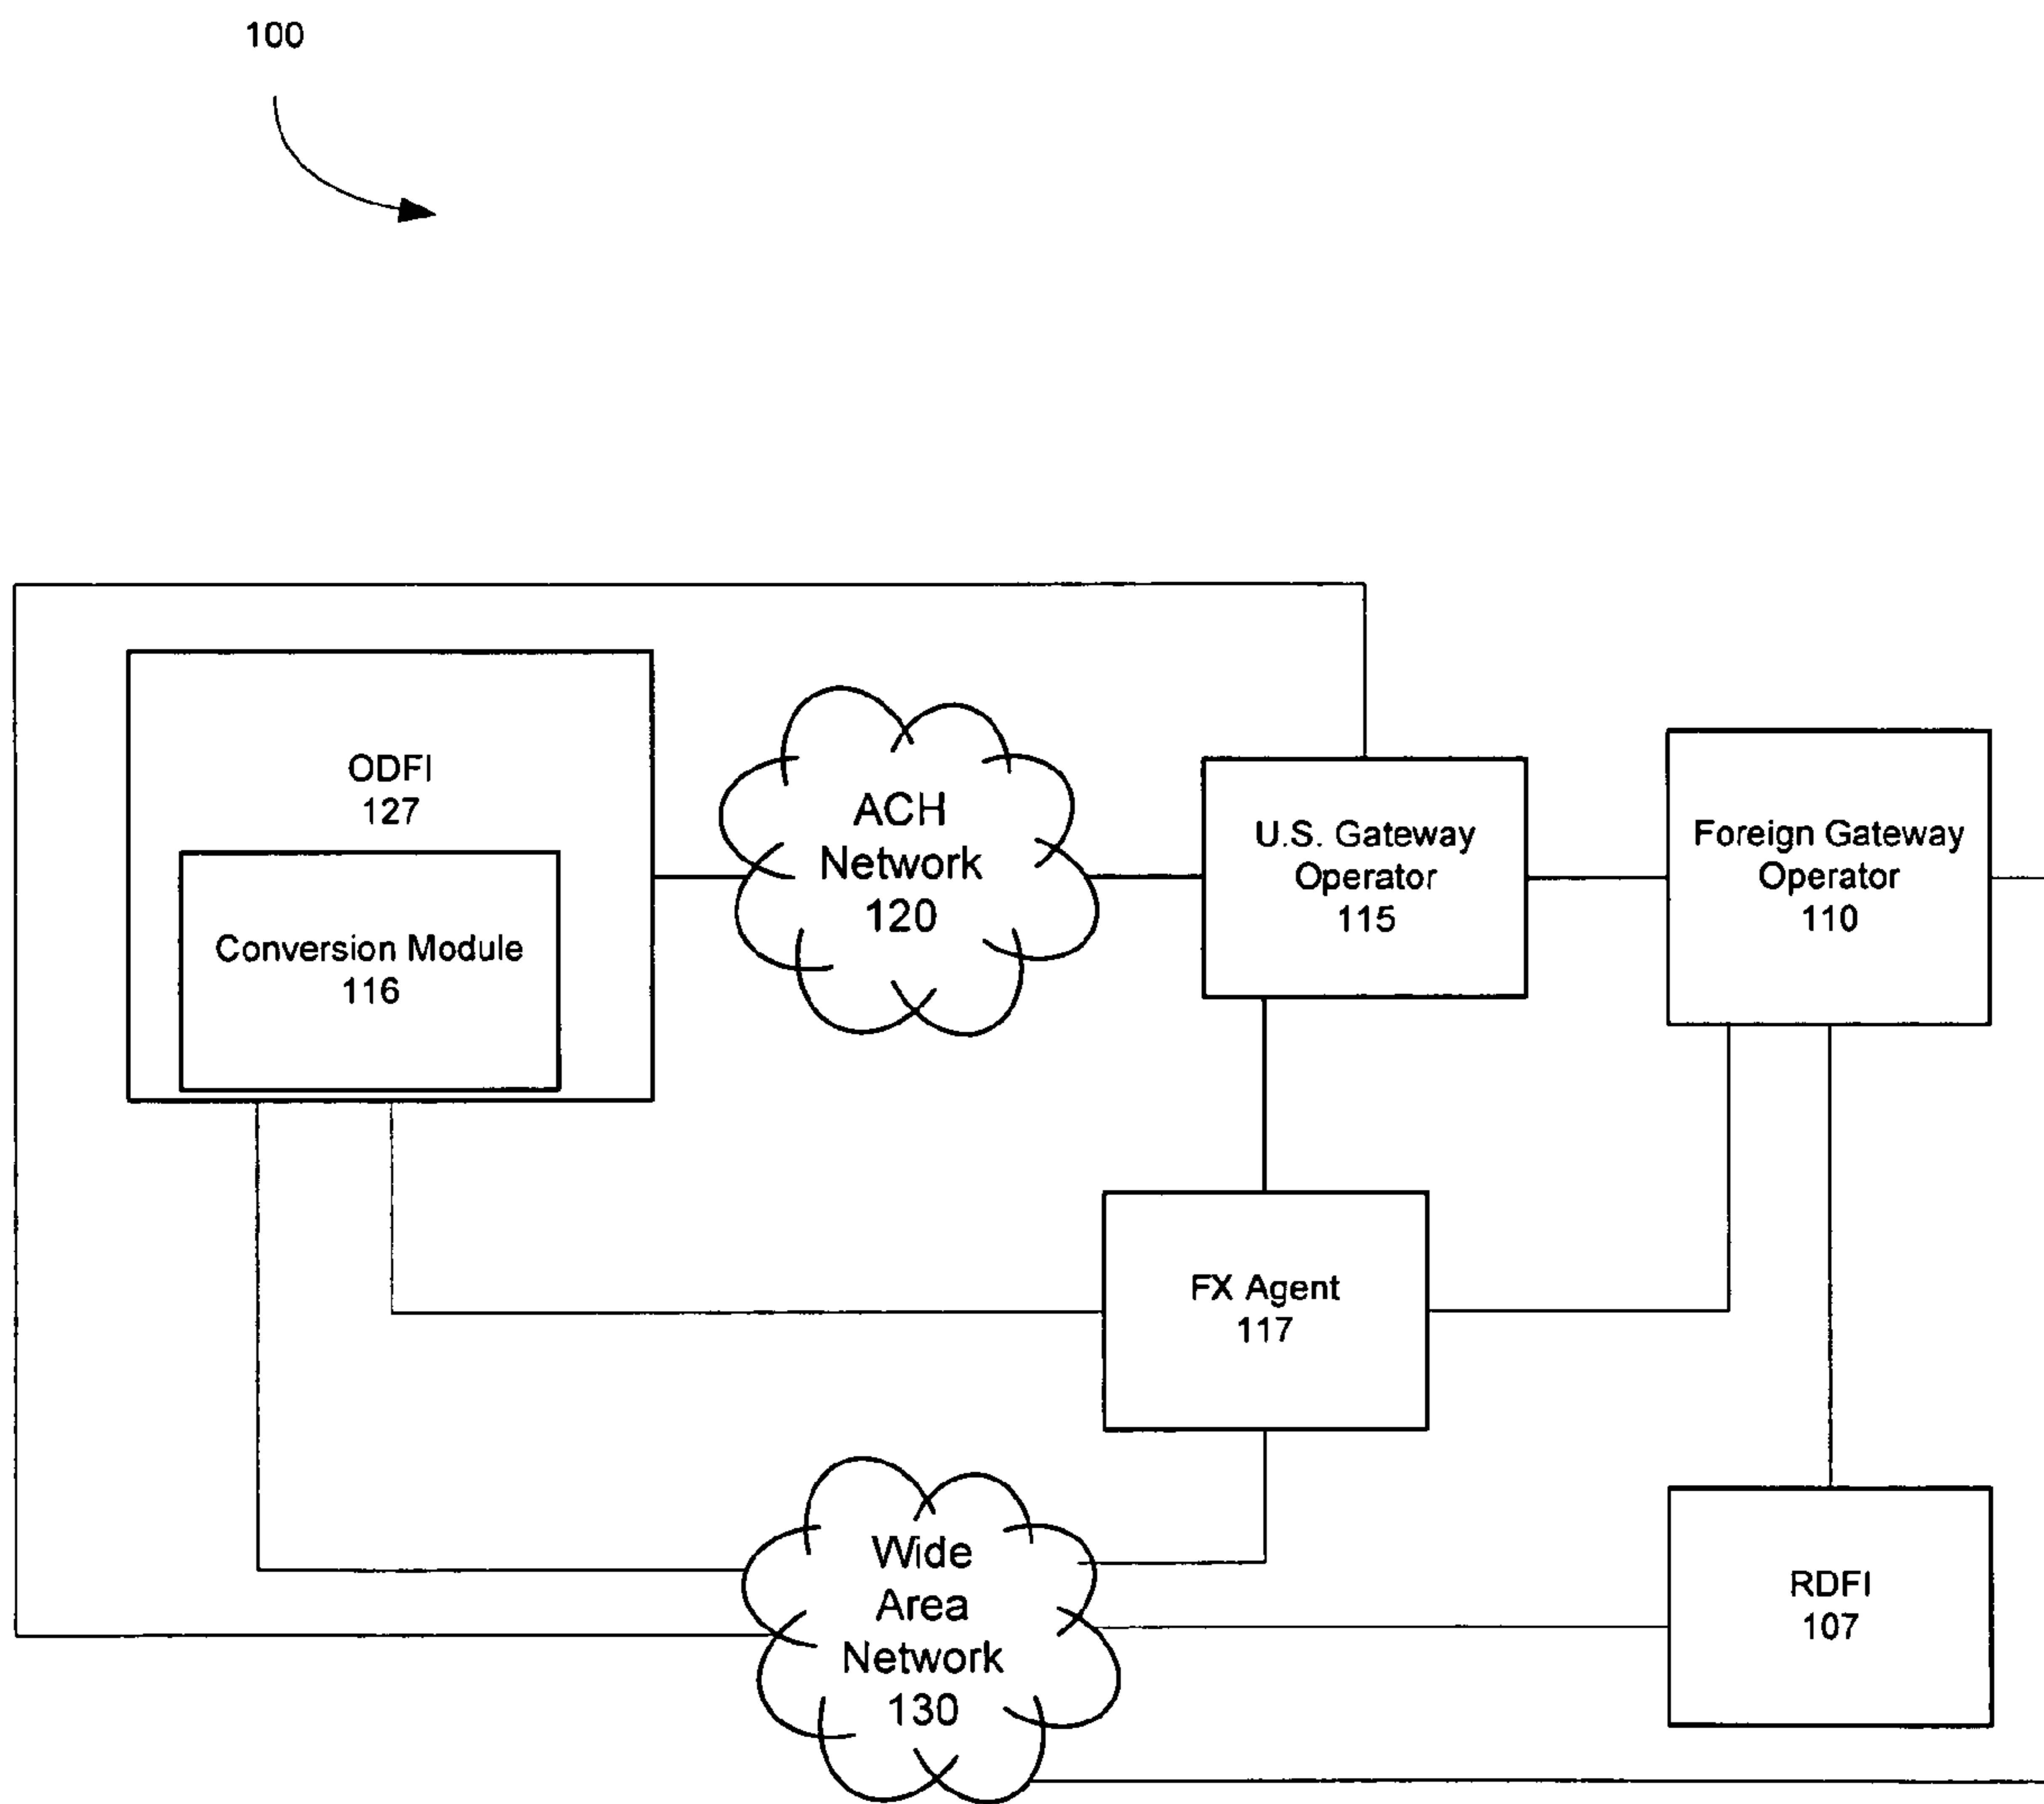 100
ODFI
127
Conversion Module
116
ACH
Network
120
U.S. Gateway
Operator
115
Foreign Gateway
Operator
110
FX Agent
117
Wide
Area
Network
130
RDFI
107